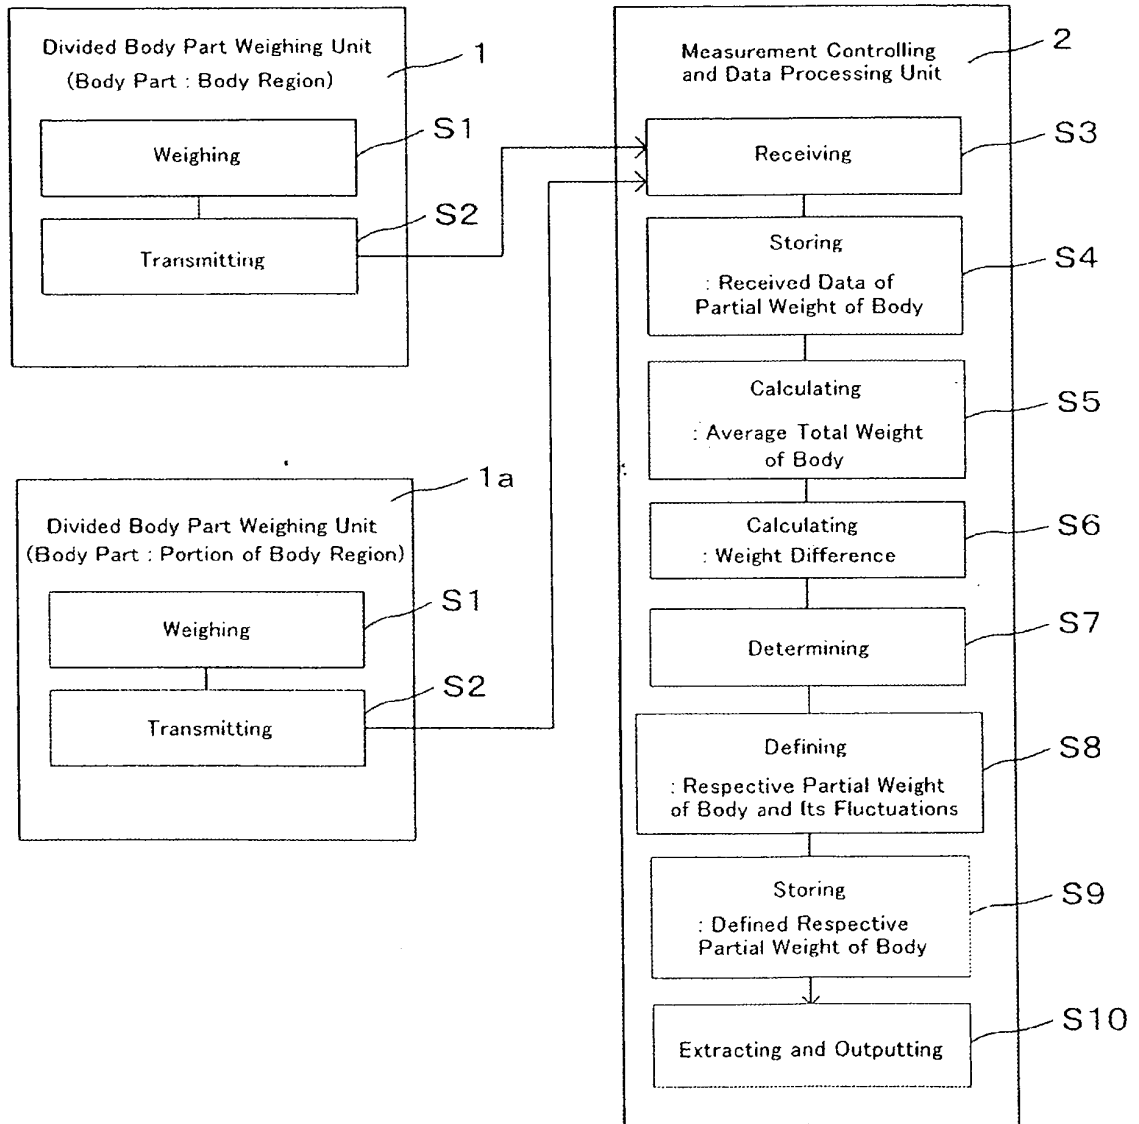 Divided Body Part Weighing Unit
(Body Part : Body Region)
1
Weighing
S1
Transmitting
S2
Divided Body Part Weighing Unit
(Body Part : Portion of Body Region)
1a
Weighing
S1
Transmitting
S2
Measurement Controlling
and Data Processing Unit
2
Receiving
S3
Storing
: Received Data of
Partial Weight of Body
S4
Calculating
: Average Total Weight
of Body
S5
Calculating
: Weight Difference
S6
Determining
S7
Defining
: Respective Partial Weight
of Body and Its Fluctuations
S8
Storing
: Defined Respective
Partial Weight of Body
S9
Extracting and Outputting
S10